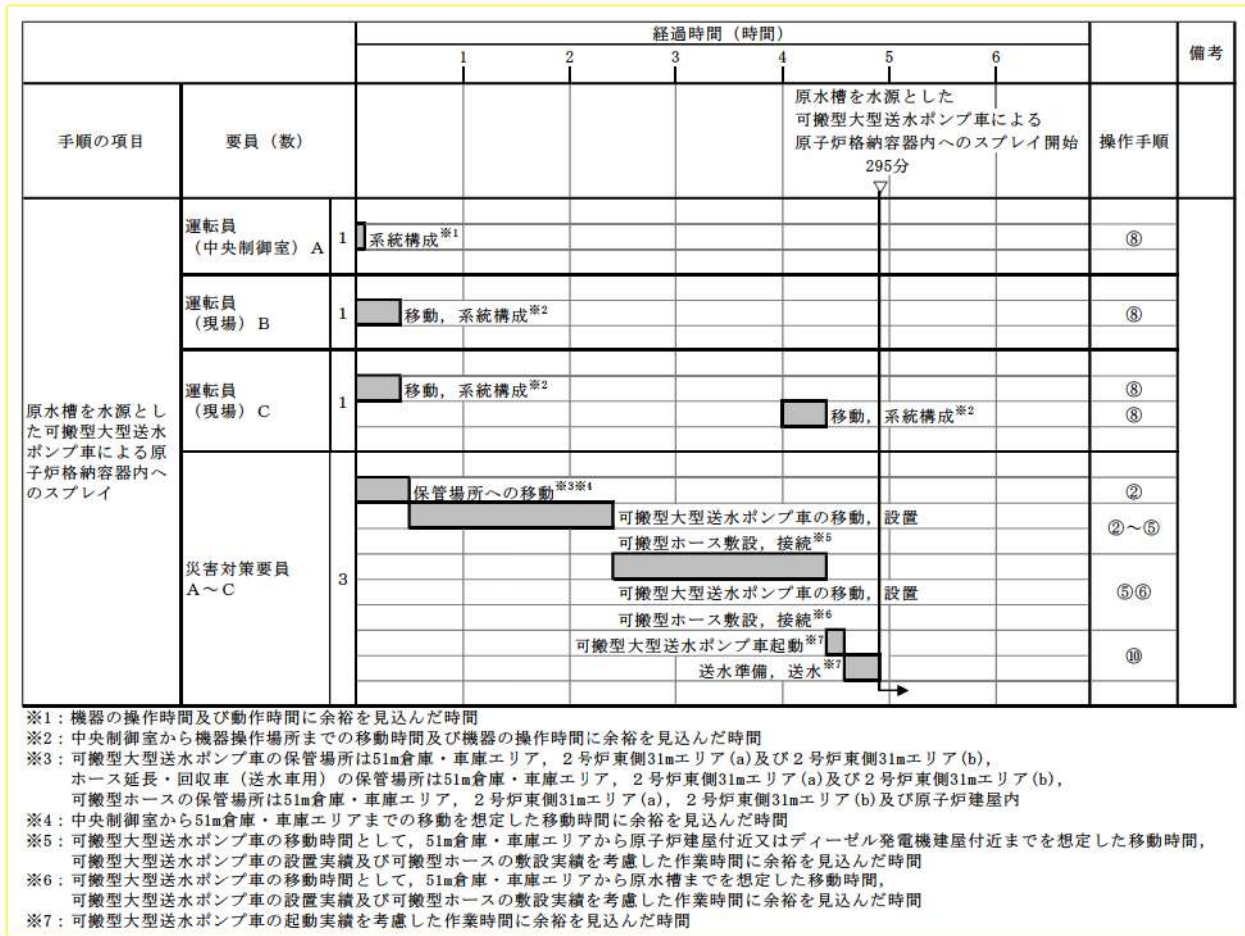 経過時間（時間）
備考
1
2
3
4
5
6
手順の項目
要員（数）
原水槽を水源とした
可搬型大型送水ポンプ車による
原子炉格納容器内へのスプレイ開始
295分
▽
操作手順
原水槽を水源とし
た可搬型大型送水
ポンプ車による原
子炉格納容器内へ
のスプレイ
運転員
（中央制御室）A
1
系統構成※1
⑧
運転員
（現場）B
1
移動，系統構成※2
⑧
運転員
（現場）C
1
移動，系統構成※2
⑧
移動，系統構成※2
⑧
災害対策要員
A～C
3
保管場所への移動※3※4
②
可搬型大型送水ポンプ車の移動，設置
可搬型ホース敷設，接続※5
②～⑤
可搬型大型送水ポンプ車の移動，設置
可搬型ホース敷設，接続※6
⑤⑥
可搬型大型送水ポンプ車起動※7
送水準備，送水※7
⑩
※1：機器の操作時間及び動作時間に余裕を見込んだ時間
※2：中央制御室から機器操作場所までの移動時間及び機器の操作時間に余裕を見込んだ時間
※3：可搬型大型送水ポンプ車の保管場所は51m倉庫・車庫エリア，２号炉東側31mエリア(a)及び２号炉東側31mエリア(b)，
ホース延長・回収車（送水車用）の保管場所は51m倉庫・車庫エリア，２号炉東側31mエリア(a)及び２号炉東側31mエリア(b)，
可搬型ホースの保管場所は51m倉庫・車庫エリア，２号炉東側31mエリア(a)，２号炉東側31mエリア(b)及び原子炉建屋内
※4：中央制御室から51m倉庫・車庫エリアまでの移動を想定した移動時間に余裕を見込んだ時間
※5：可搬型大型送水ポンプ車の移動時間として，51m倉庫・車庫エリアから原子炉建屋付近又はディーゼル発電機建屋付近までを想定した移動時間，
可搬型大型送水ポンプ車の設置実績及び可搬型ホースの敷設実績を考慮した作業時間に余裕を見込んだ時間
※6：可搬型大型送水ポンプ車の移動時間として，51m倉庫・車庫エリアから原水槽までを想定した移動時間，
可搬型大型送水ポンプ車の設置実績及び可搬型ホースの敷設実績を考慮した作業時間に余裕を見込んだ時間
※7：可搬型大型送水ポンプ車の起動実績を考慮した作業時間に余裕を見込んだ時間